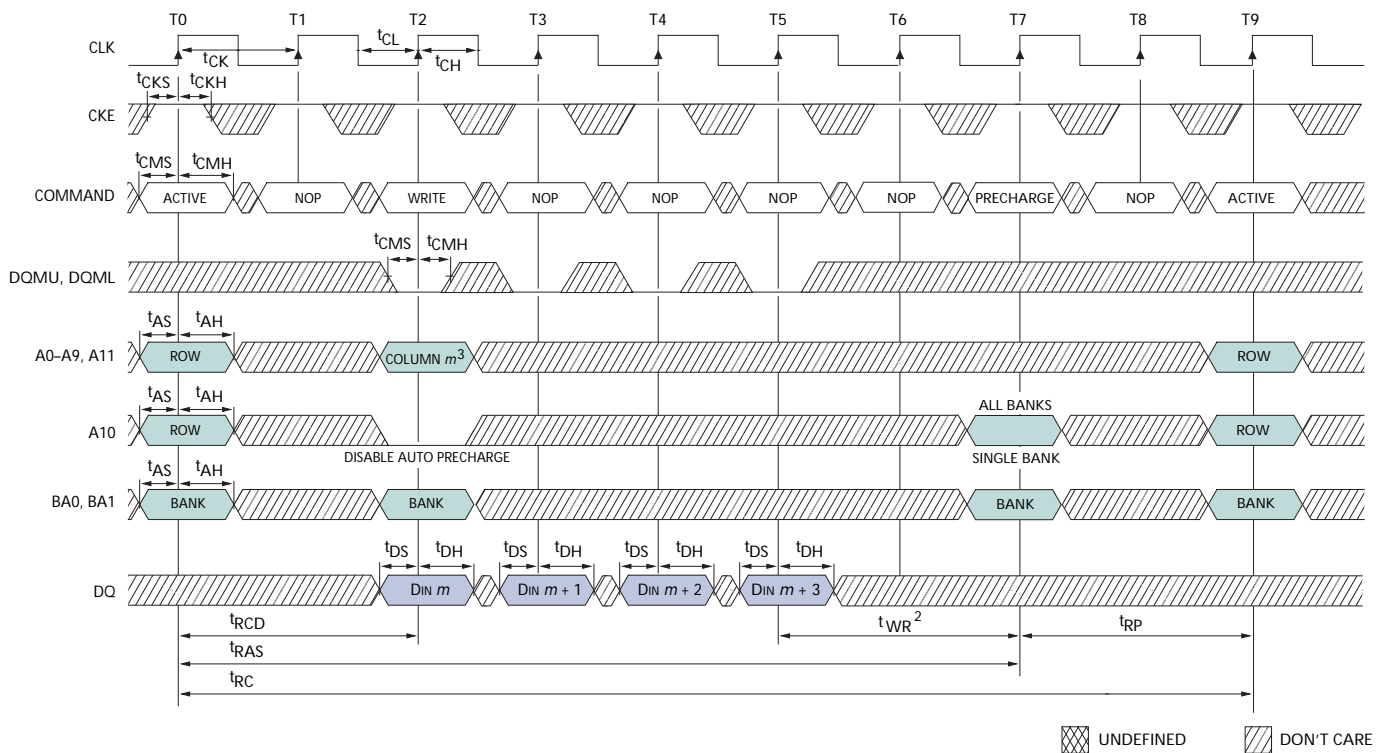 T0 T1 T2 T3 T4 T5 T6 T7 T8 T9
CLK
tCK
tCL
tCH
tCKS tCKH
CKE
tCMS tCMH
COMMAND ACTIVE NOP WRITE NOP NOP NOP NOP PRECHARGE NOP ACTIVE
tCMS tCMH
DQMU, DQML
tAS tAH
A0–A9, A11 ROW COLUMN m3 ROW
tAS tAH ALL BANKS
A10 ROW ROW
DISABLE AUTO PRECHARGE SINGLE BANK
tAS tAH
BA0, BA1 BANK BANK BANK BANK
tDS tDH tDS tDH tDS tDH tDS tDH
DQ DIN m DIN m + 1 DIN m + 2 DIN m + 3
tRCD tWR2 tRP
tRAS
tRC
UNDEFINED DON'T CARE